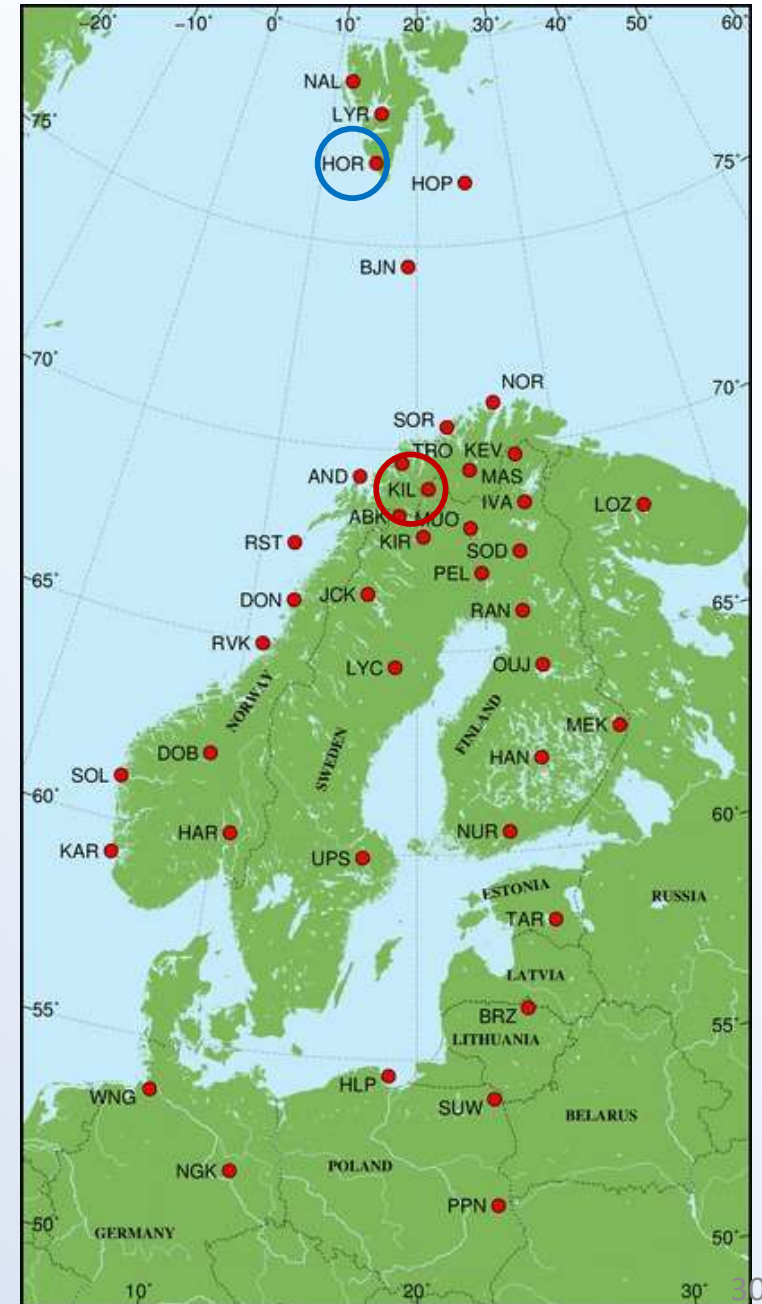 −20˚ −10˚ 0˚ 10˚ 20˚ 30˚ 40˚ 50˚ 60˚
NAL
75˚
LYR
75˚
HOR
HOP
BJN
70˚
70˚
NOR
SOR
TRO KEV
AND
MAS
KIL
IVA
LOZ
ABK MUO
RST
KIR
SOD
PEL
65˚
DON
JCK
65˚
RAN
RVK
LYC
OUJ
NORWAY
FINLAND
MEK
SWEDEN
DOB
HAN
SOL
60˚
60˚
HAR
NUR
KAR
UPS
ESTONIA
RUSSIA
TAR
LATVIA
55˚
BRZ
55˚
LITHUANIA
HLP
WNG
SUW
BELARUS
POLAND
NGK
PPN
50˚
GERMANY
50˚
10˚ 20˚ 30˚
30